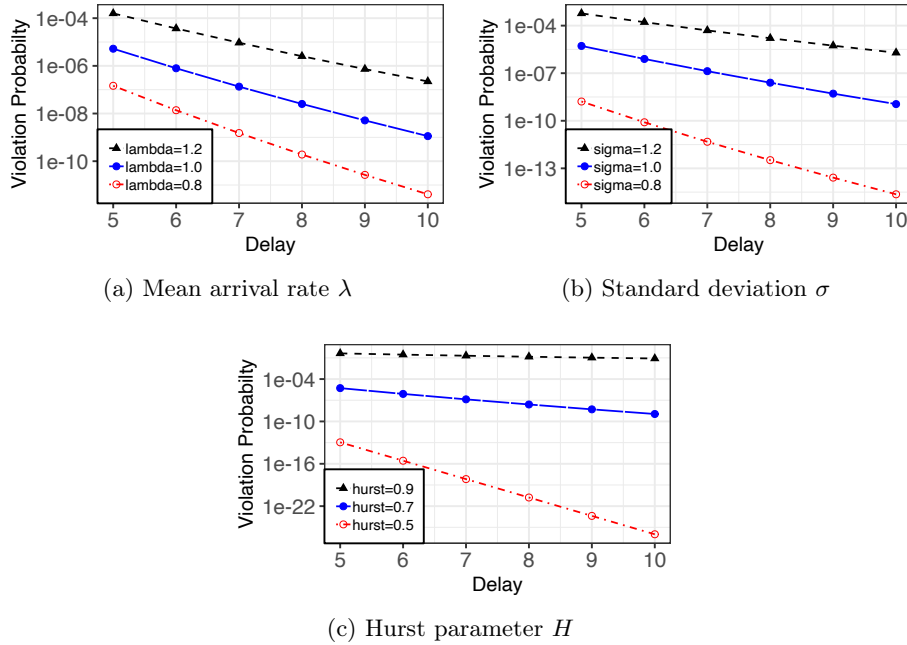 Violation Probabilty
1e-04
1e-06
1e-08
1e-10
lambda=1.2
lambda=1.0
lambda=0.8
5 6 7 8 9 10
Delay
(a) Mean arrival rate λ
Violation Probabilty
1e-04
1e-07
1e-10
1e-13
sigma=1.2
sigma=1.0
sigma=0.8
5 6 7 8 9 10
Delay
(b) Standard deviation σ
Violation Probabilty
1e-04
1e-10
1e-16
1e-22
hurst=0.9
hurst=0.7
hurst=0.5
5 6 7 8 9 10
Delay
(c) Hurst parameter H